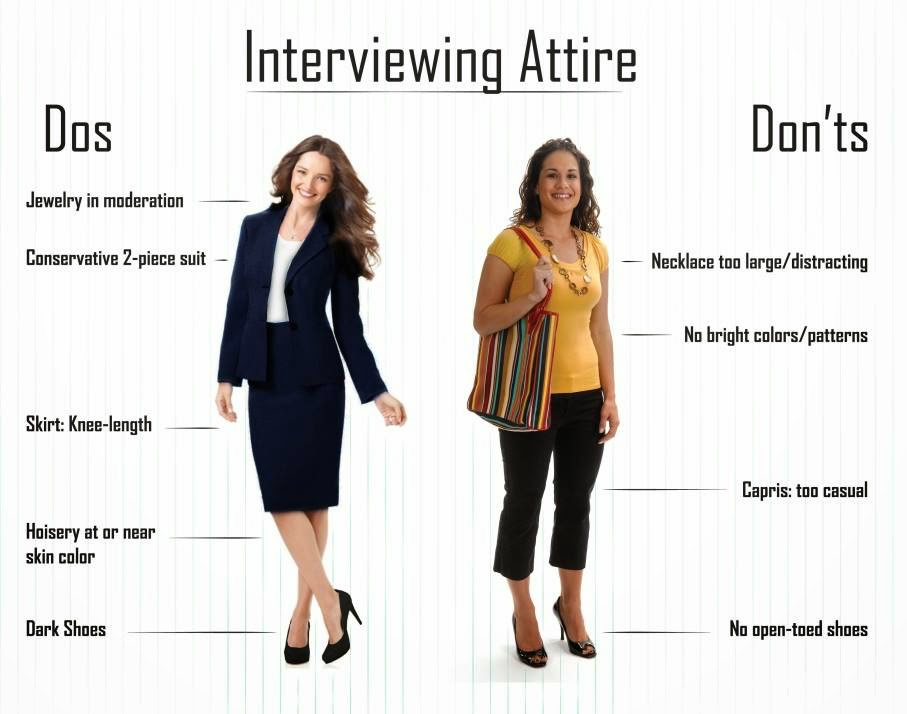 Interviewing Attire
Dos
Don'ts
Jewelry in moderation
Conservative 2-piece suit
Skirt: Knee-length
Hoisery at or near
skin color
Dark Shoes
Necklace too large/distracting
No bright colors/patterns
Capris: too casual
No open-toed shoes